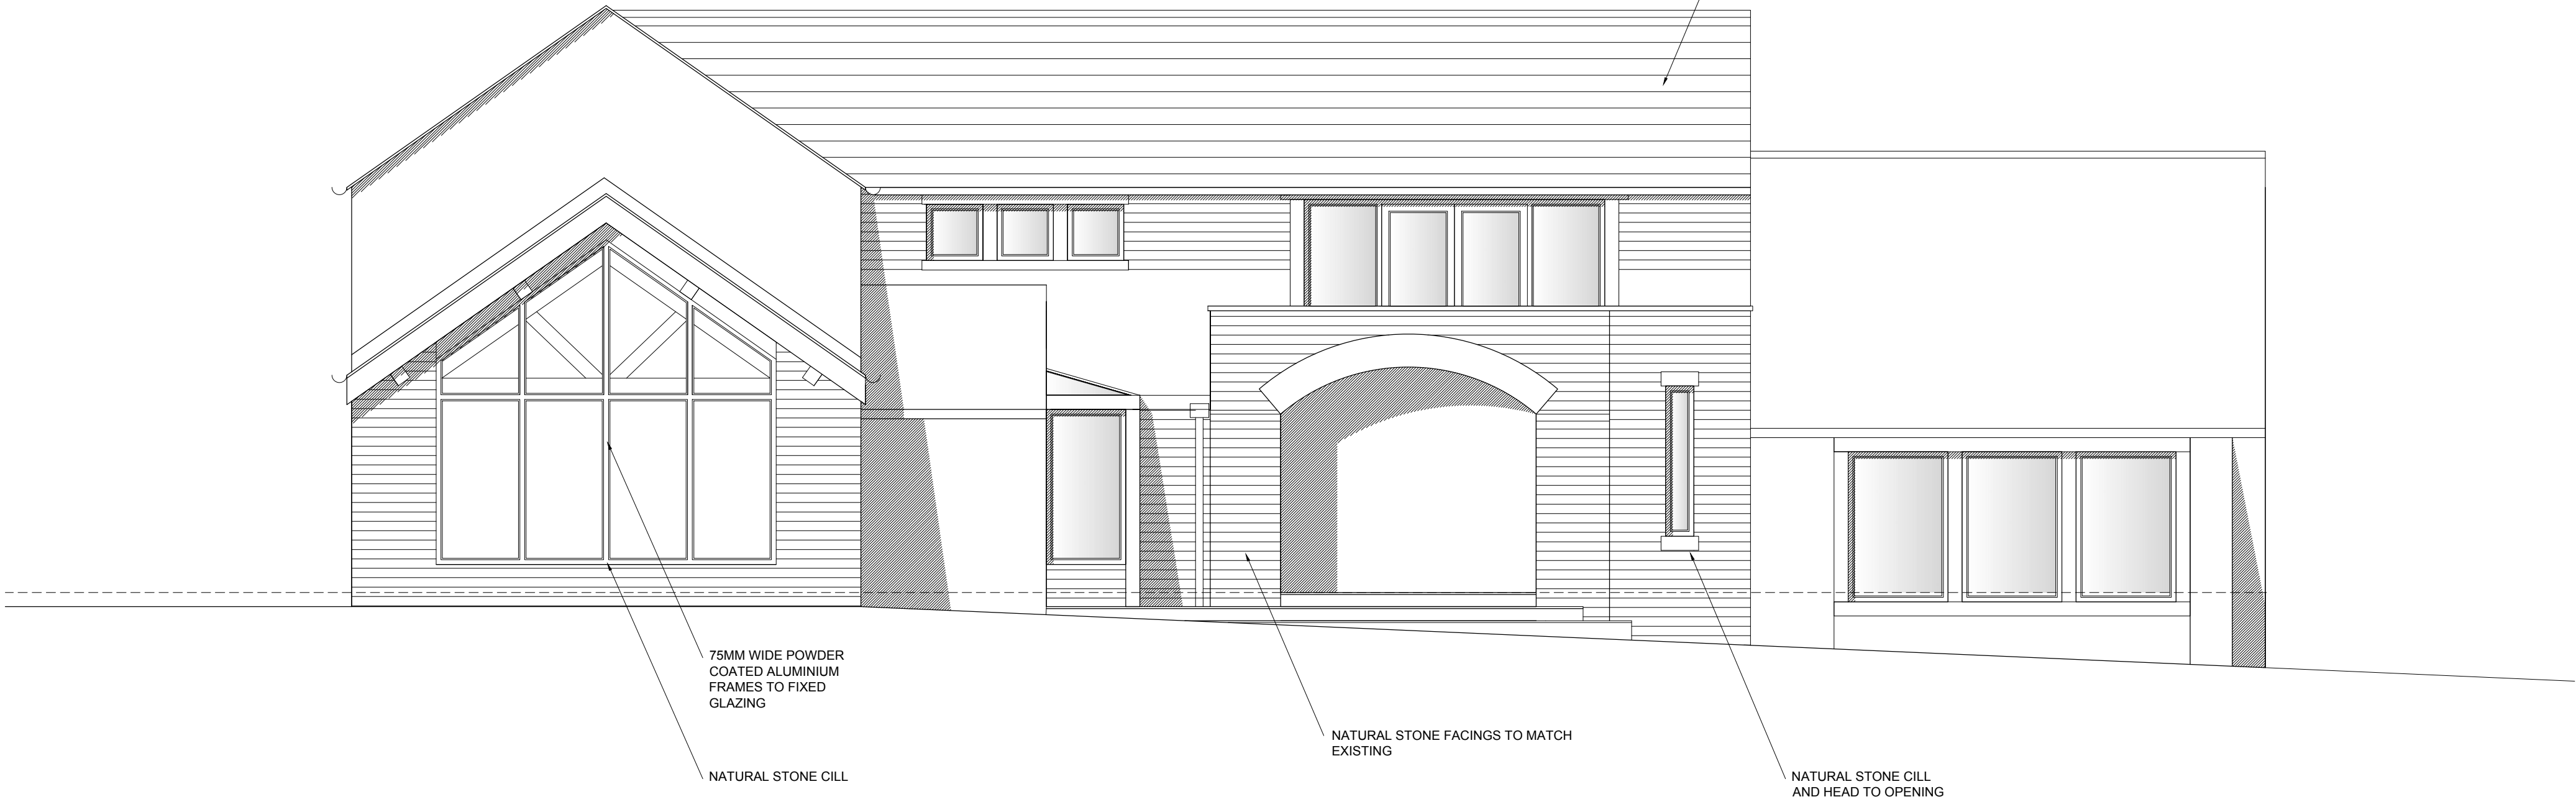 75MM WIDE POWDER
COATED ALUMINIUM
FRAMES TO FIXED
GLAZING
NATURAL STONE CILL
NATURAL STONE FACINGS TO MATCH
EXISTING
NATURAL STONE CILL
AND HEAD TO OPENING